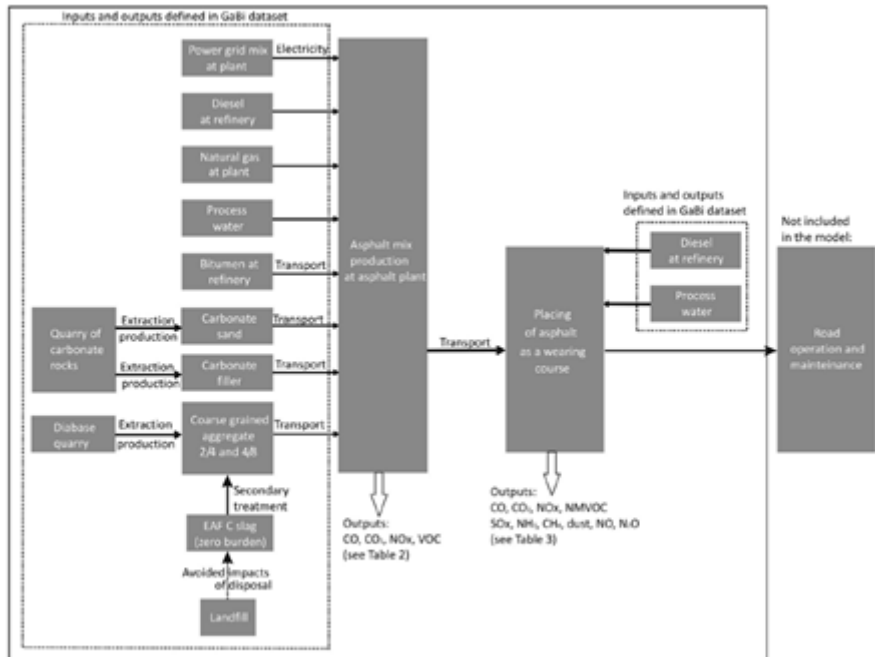 Inputs and outputs defined in GaBi dataset
Power grid mix
at plant
Electricity
Diesel
at refinery
Natural gas
at plant
Process
water
Bitumen at
refinery
Transport
Asphalt mix
production
at asphalt plant
Quarry of
carbonate
rocks
Extraction
production
Carbonate
sand
Transport
Extraction
production
Carbonate
filler
Transport
Diabase
quarry
Extraction
production
Coarse grained
aggregate
2/4 and 4/8
Transport
Secondary
treatment
EAF C slag
(zero burden)
Avoided impacts
of disposal
Landfill
Outputs:
CO, CO₂, NOx, VOC
(see Table 2)
Transport
Placing
of asphalt
as a wearing
course
Inputs and outputs
defined in GaBi dataset
Diesel
at refinery
Process
water
Outputs:
CO, CO₂, NOx, NMVOC
SOx, NH₃, CH₄, dust, NO, N₂O
(see Table 3)
Not included
in the model:
Road
operation and
mainteinance